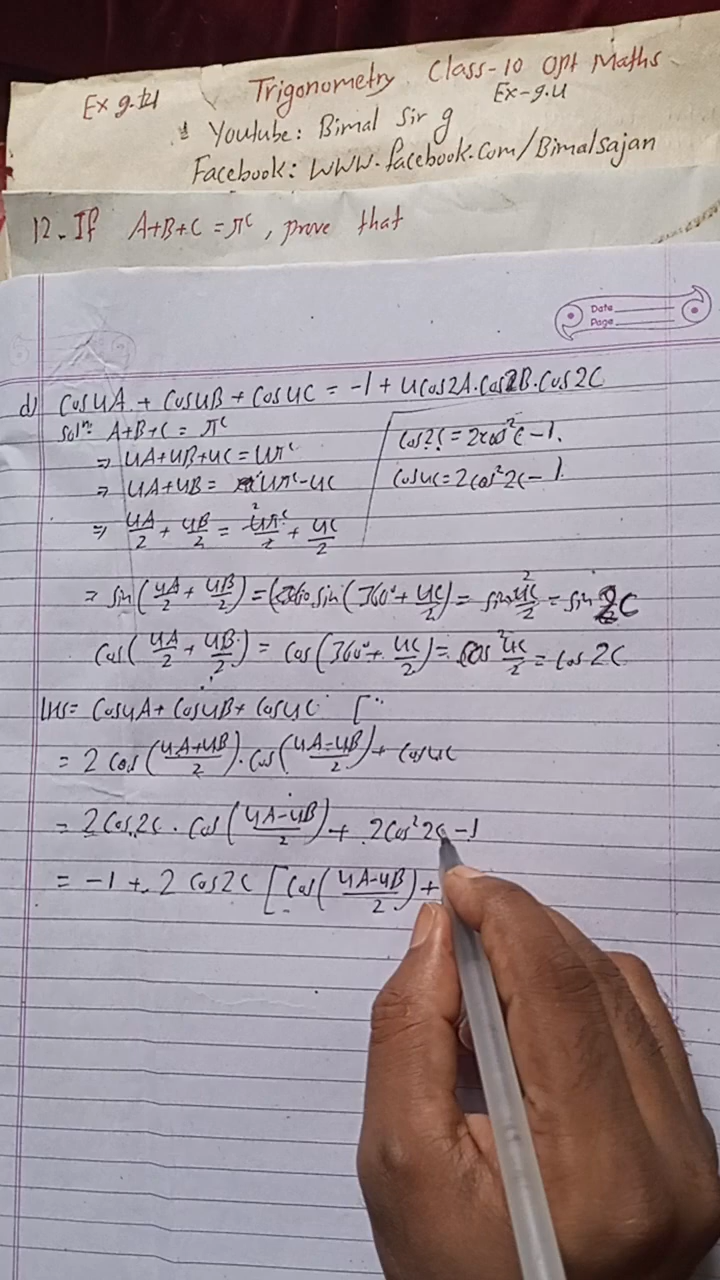 Ex 9.4
Trigonometry Class-10 Opt Maths
Ex-9.4
Youtube: Bimal Sir g
Facebook: WWW.facebook.com/Bimalsajan
12. If A+B+C = πᶜ, prove that
Date
Page
d) Cos4A + Cos4B + Cos4C = -1 + 4Cos2A.Cos2B.Cos2C
Solⁿ: A+B+C = πᶜ
⇒ 4A+4B+4C = 4πᶜ
⇒ 4A+4B = 4πᶜ-4C
⇒ 4A/2 + 4B/2 = 4πᶜ/2 + 4C/2
Cos2C = 2cos²C-1.
Cos4C = 2cos²2C-1.
⇒ sin(4A/2 + 4B/2) = sin(360° + 4C/2) = sin 4C/2 = sin 2C
Cos(4A/2 + 4B/2) = Cos(360° + 4C/2) = Cos 4C/2 = Cos 2C
LHS = Cos4A + Cos4B + Cos4C [∵
= 2 Cos(4A+4B/2).Cos(4A-4B/2) + Cos4C
= 2Cos2C . Cos(4A-4B/2) + 2Cos²2C-1
= -1 + 2 Cos2C [Cos(4A-4B/2) +